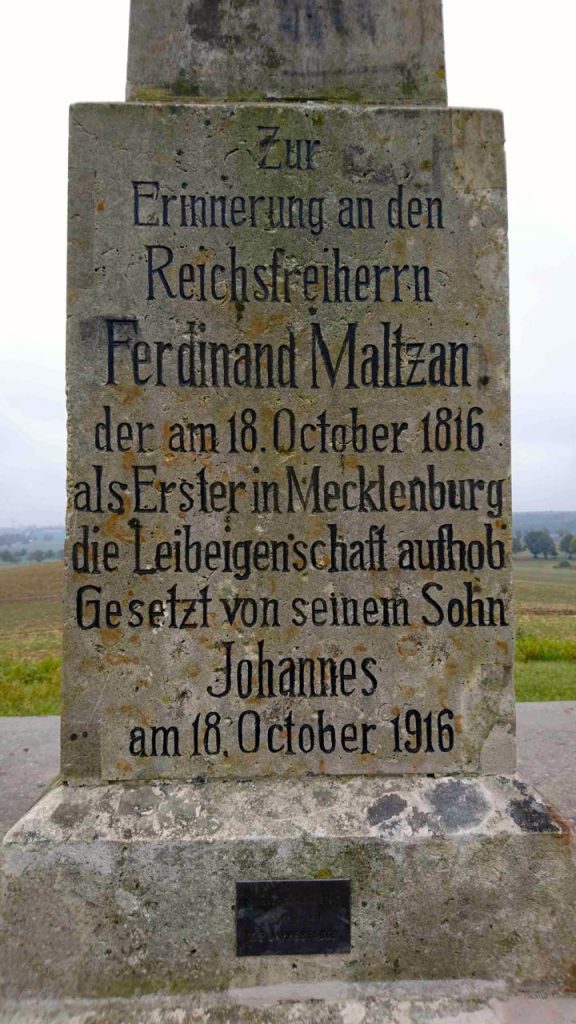 Zur
Erinnerung an den
Reichsfreiherrn
Ferdinand Maltzan
der am 18. October 1816
als Erster in Mecklenburg
die Leibeigenschaft aufhob
Gesetzt von seinem Sohn
Johannes
am 18. October 1916